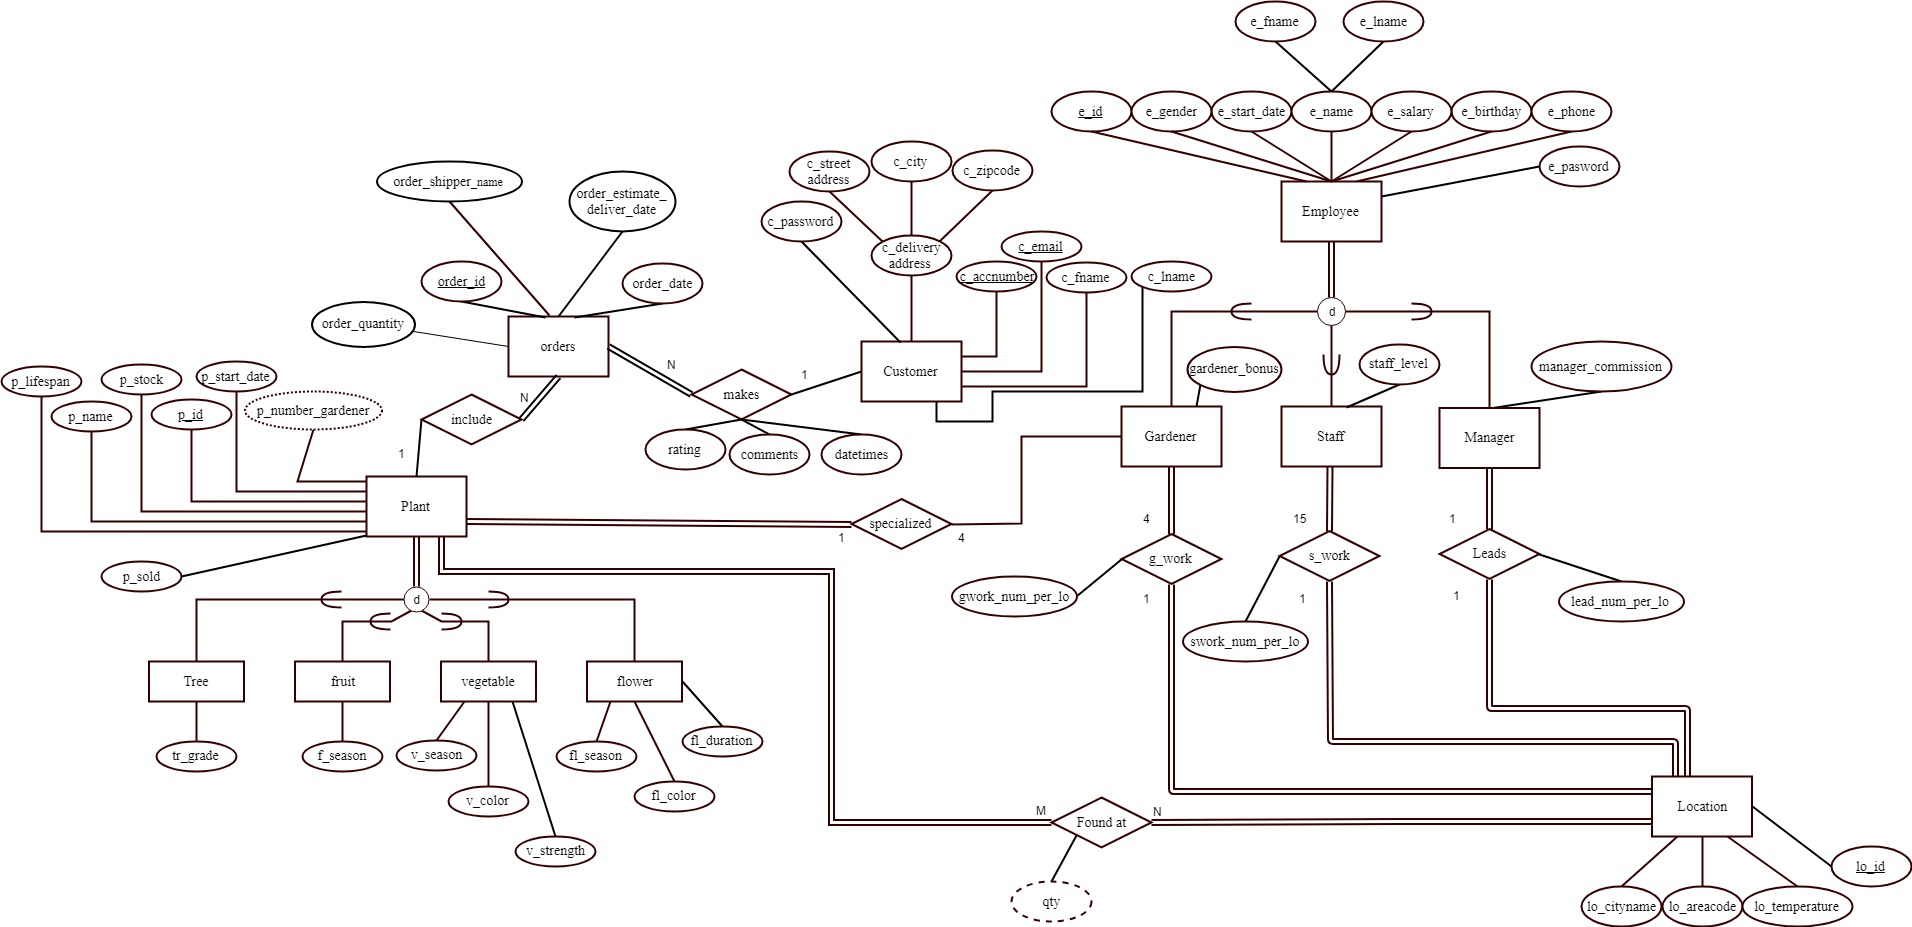 e_fname
e_lname
e_id
e_gender
e_start_date
e_name
e_salary
e_birthday
e_phone
e_pasword
Employee
order_shipper_name
order_estimate_
deliver_date
order_id
order_date
order_quantity
orders
c_street
address
c_city
c_zipcode
c_password
c_delivery
address
c_email
c_accnumber
c_fname
c_lname
Customer
N
makes
1
rating
comments
datetimes
d
gardener_bonus
staff_level
manager_commission
Gardener
Staff
Manager
p_lifespan
p_stock
p_start_date
p_name
p_id
p_number_gardener
N
include
1
Plant
p_sold
specialized
1
4
4
15
1
g_work
s_work
Leads
gwork_num_per_lo
1
1
1
swork_num_per_lo
lead_num_per_lo
d
Tree
fruit
vegetable
flower
tr_grade
f_season
v_season
v_color
v_strength
fl_season
fl_color
fl_duration
M
Found at
N
qty
Location
lo_id
lo_cityname
lo_areacode
lo_temperature